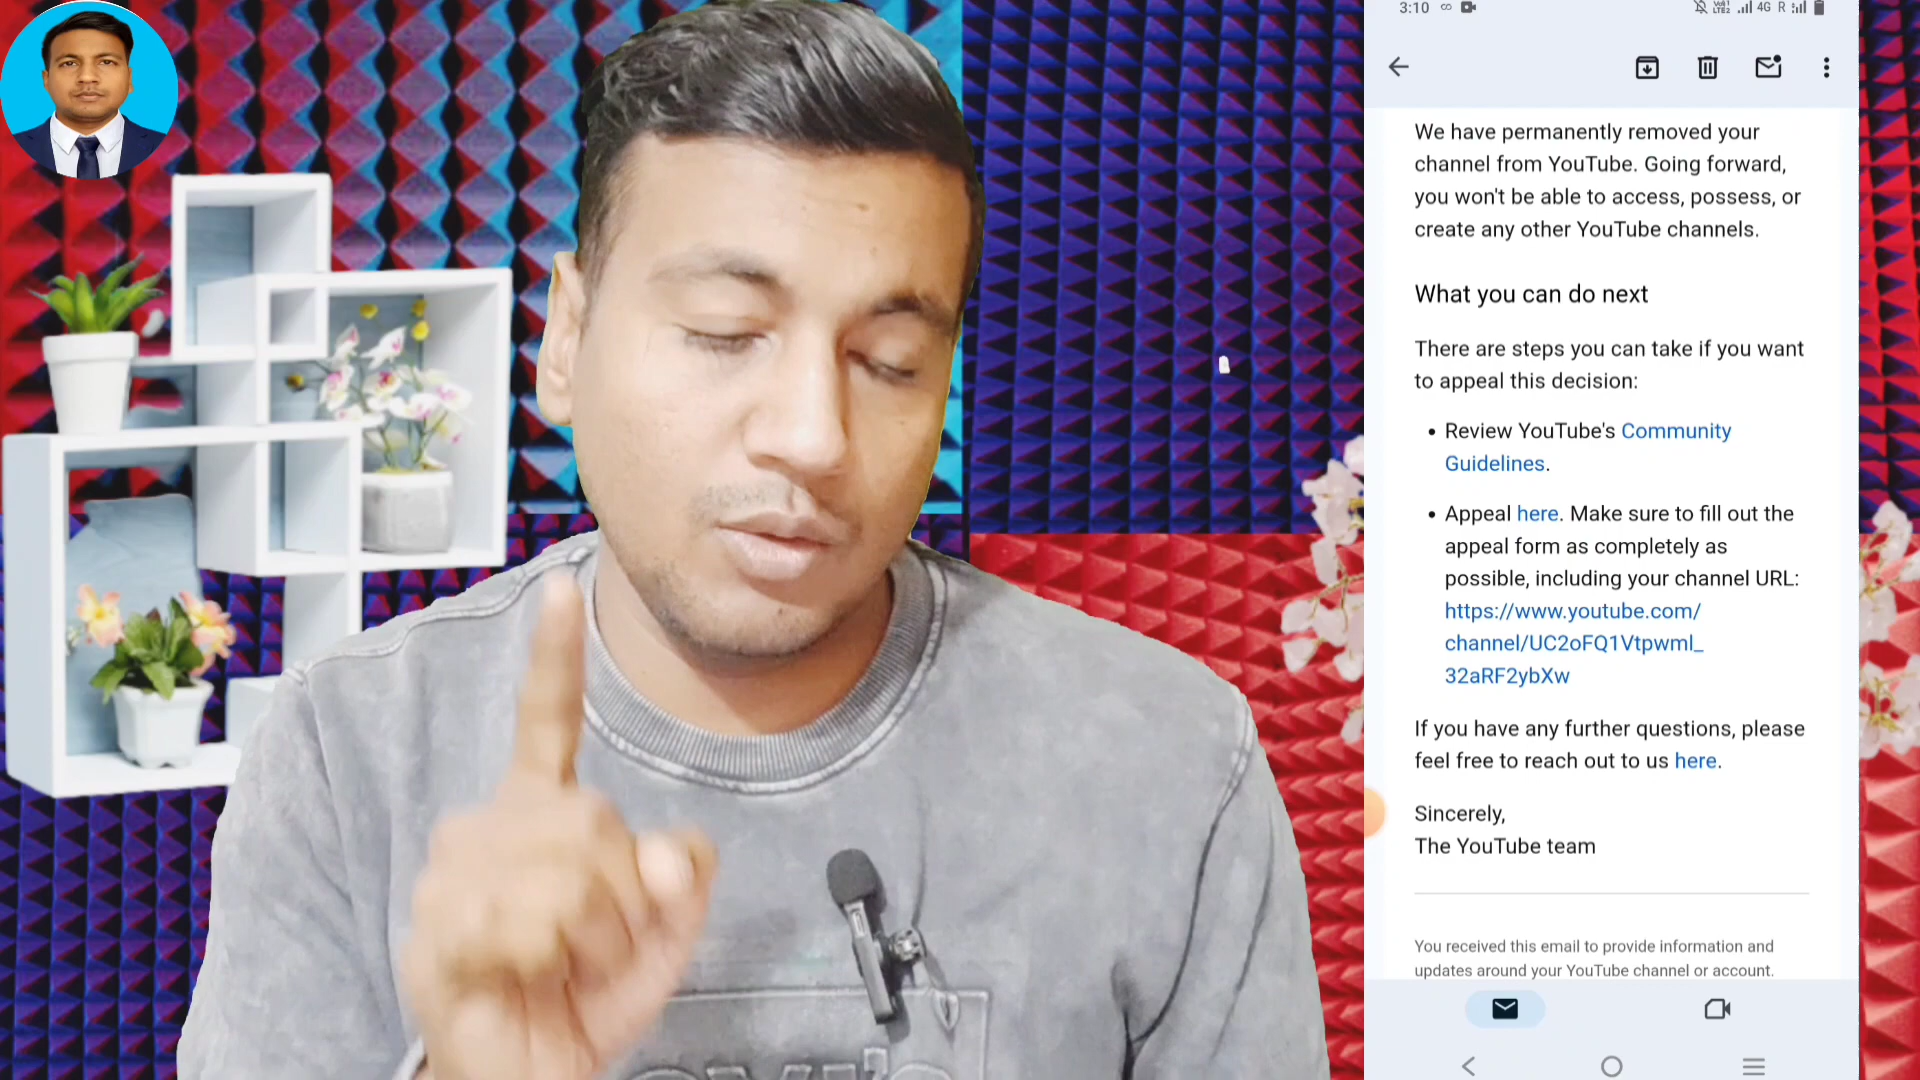 3:10
4G R
We have permanently removed your
channel from YouTube. Going forward,
you won't be able to access, possess, or
create any other YouTube channels.
What you can do next
There are steps you can take if you want
to appeal this decision:
• Review YouTube's Community
Guidelines.
• Appeal here. Make sure to fill out the
appeal form as completely as
possible, including your channel URL:
https://www.youtube.com/
channel/UC2oFQ1Vtpwml_
32aRF2ybXw
If you have any further questions, please
feel free to reach out to us here.
Sincerely,
The YouTube team
You received this email to provide information and
updates around your YouTube channel or account.